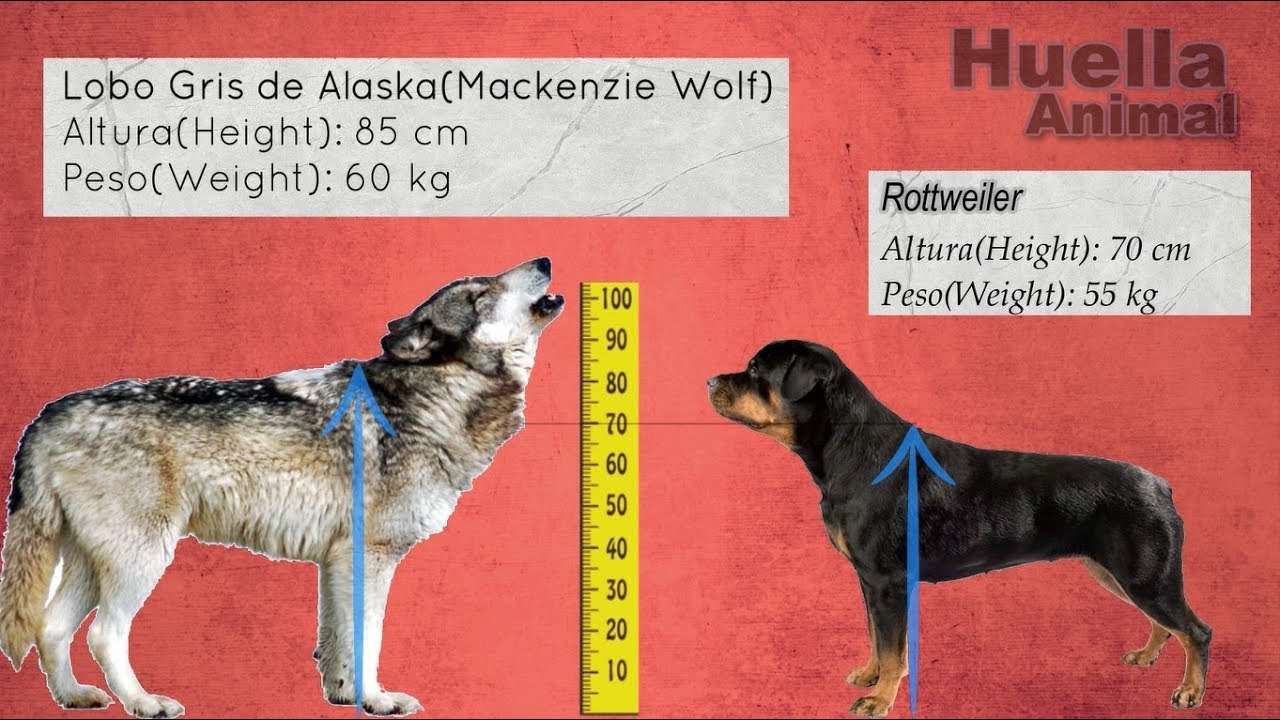 Huella
Animal
Lobo Gris de Alaska(Mackenzie Wolf)
Altura(Height): 85 cm
Peso(Weight): 60 kg
Rottweiler
Altura(Height): 70 cm
Peso(Weight): 55 kg
100
90
80
70
60
50
40
30
20
10